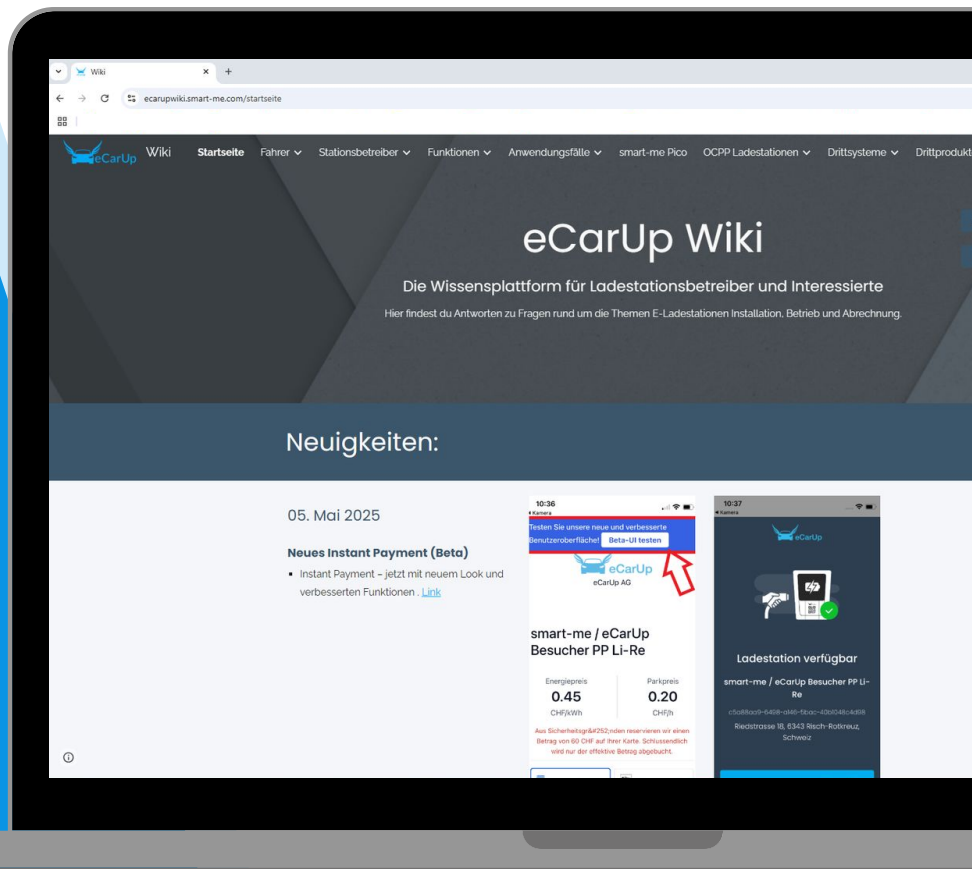 Wiki
ecarupwiki.smart-me.com/startseite
eCarUp Wiki Startseite Fahrer Stationsbetreiber Funktionen Anwendungsfälle smart-me Pico OCPP Ladestationen Drittsysteme Drittprodukt
eCarUp Wiki
Die Wissensplattform für Ladestationsbetreiber und Interessierte
Hier findest du Antworten zu Fragen rund um die Themen E-Ladestationen Installation, Betrieb und Abrechnung.
Neuigkeiten:
05. Mai 2025
Neues Instant Payment (Beta)
Instant Payment – jetzt mit neuem Look und
verbesserten Funktionen . Link
10:36
Kamera
Testen Sie unsere neue und verbesserte
Benutzeroberfläche! Beta-UI testen
eCarUp
eCarUp AG
smart-me / eCarUp
Besucher PP Li-Re
Energiepreis Parkpreis
0.45 0.20
CHF/kWh CHF/h
Aus Sicherheitsgr&#252;nden reservieren wir einen
Betrag von 60 CHF auf Ihrer Karte. Schlussendlich
wird nur der effektive Betrag abgebucht.
10:37
Kamera
eCarUp
Ladestation verfügbar
smart-me / eCarUp Besucher PP Li-
Re
Riedstrasse 18, 6343 Risch-Rotkreuz,
Schweiz